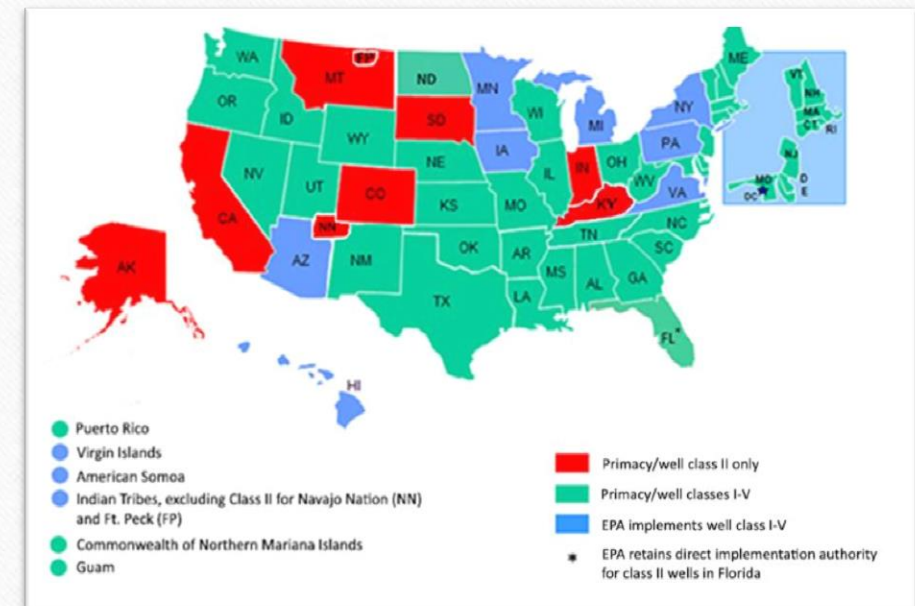 WA
MT
FP
ND
MN
ME
OR
ID
SD
WI
MI
NY
VT
NH
MA
CT
RI
WY
IA
PA
NJ
NV
NE
IL
IN
OH
WV
VA
MO
D
E
DC
UT
CO
KS
MO
KY
CA
NN
TN
NC
AK
AZ
NM
OK
AR
SC
MS
AL
GA
TX
LA
FL*
HI
Puerto Rico
Virgin Islands
American Somoa
Indian Tribes, excluding Class II for Navajo Nation (NN)
and Ft. Peck (FP)
Commonwealth of Northern Mariana Islands
Guam
Primacy/well class II only
Primacy/well classes I-V
EPA implements well class I-V
* EPA retains direct implementation authority
for class II wells in Florida